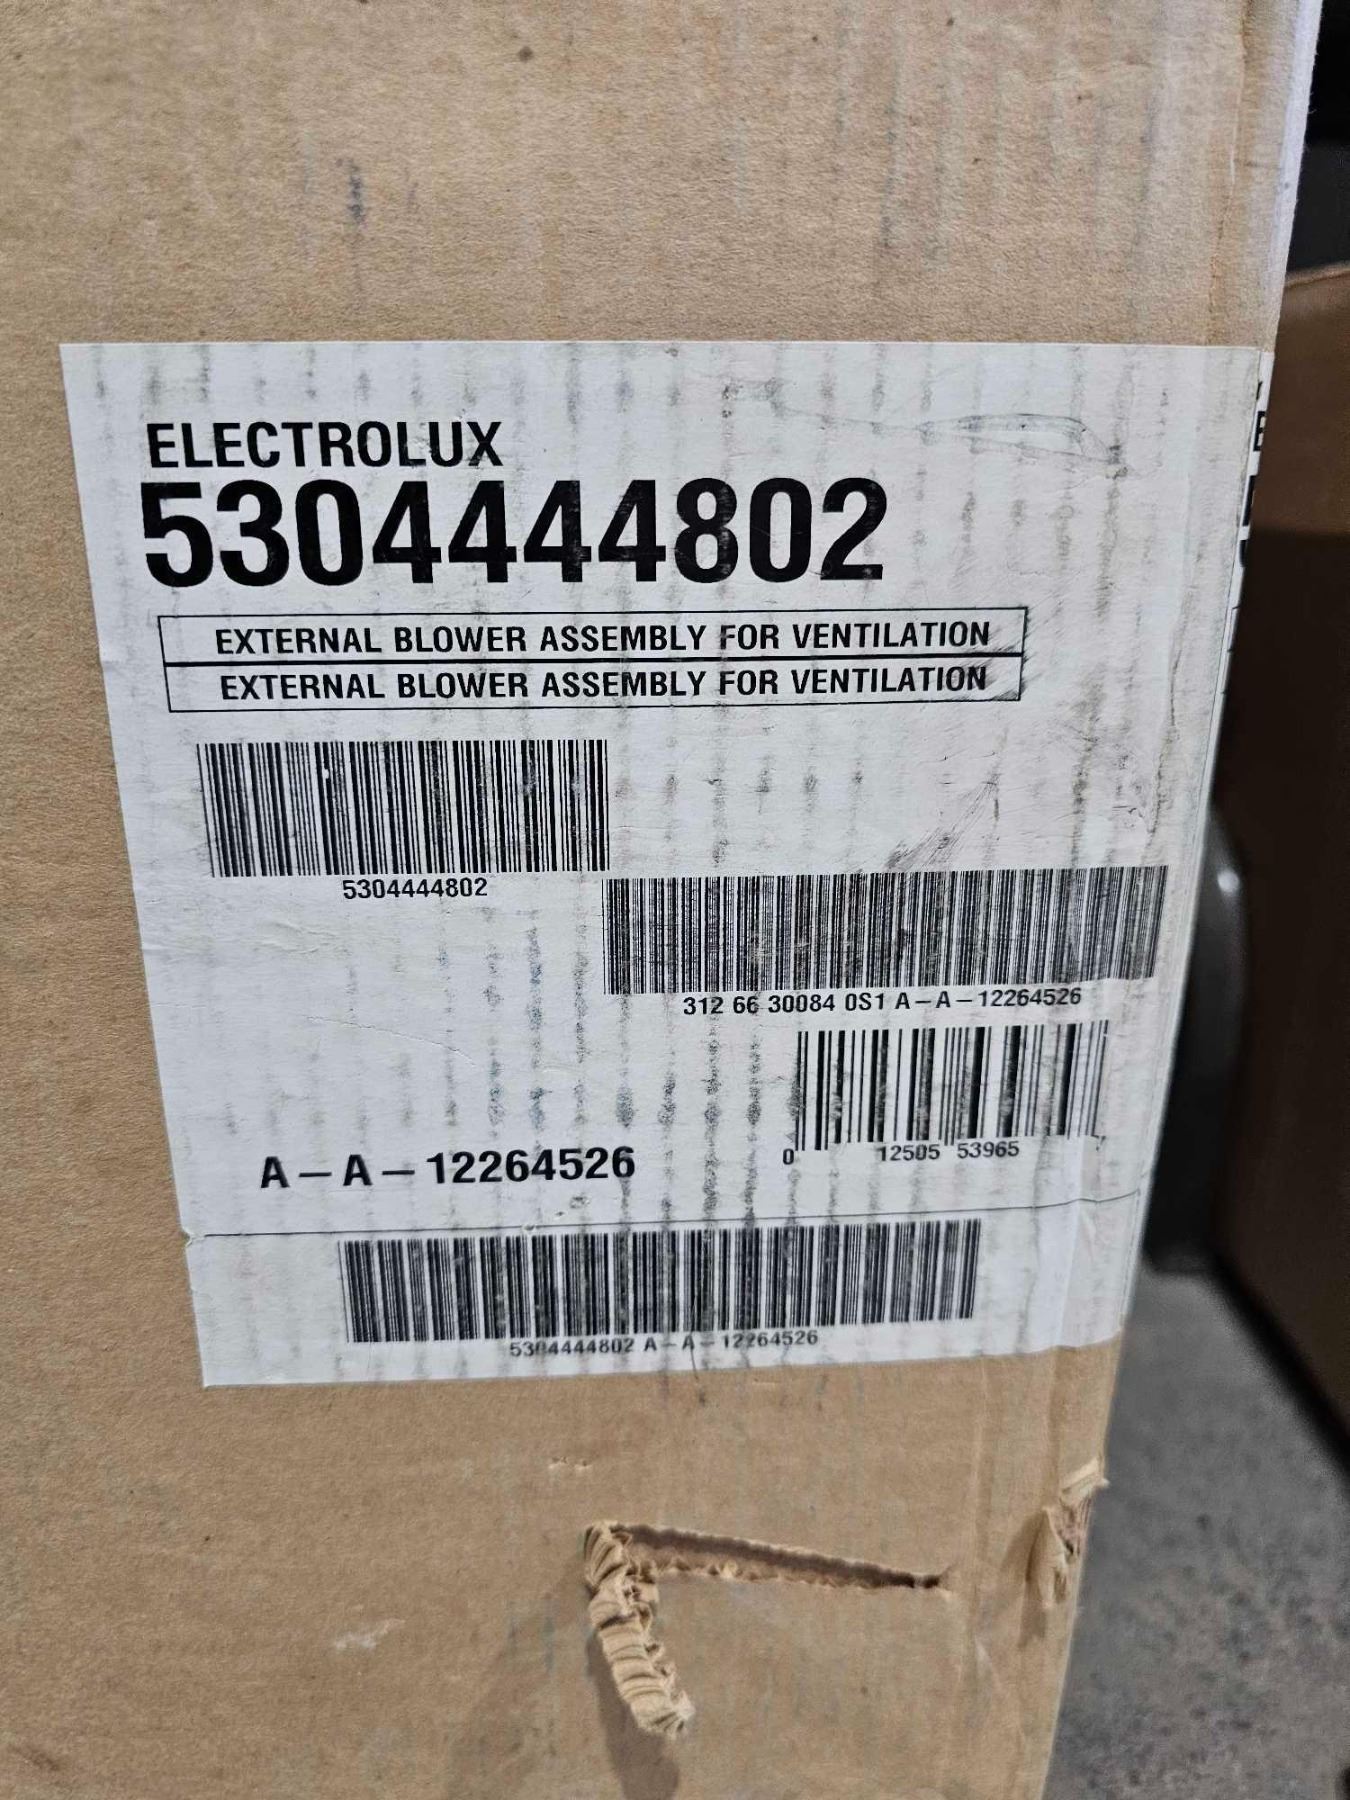 ELECTROLUX
5304444802
EXTERNAL BLOWER ASSEMBLY FOR VENTILATION
EXTERNAL BLOWER ASSEMBLY FOR VENTILATION
5304444802
312 66 30084 0S1 A-A-12264526
0 12505 53965
A-A-12264526
5304444802 A-A-12264526